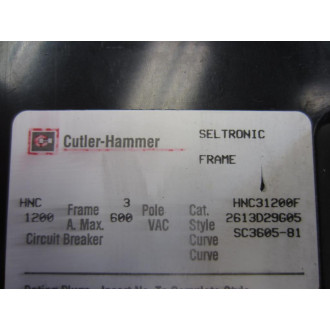 Cutler-Hammer
SELTRONIC
FRAME
HNC Frame 3 Pole Cat. HNC31200F
1200 A. Max. 600 VAC Style 2613D29G05
Circuit Breaker Curve SC3605-81
Curve